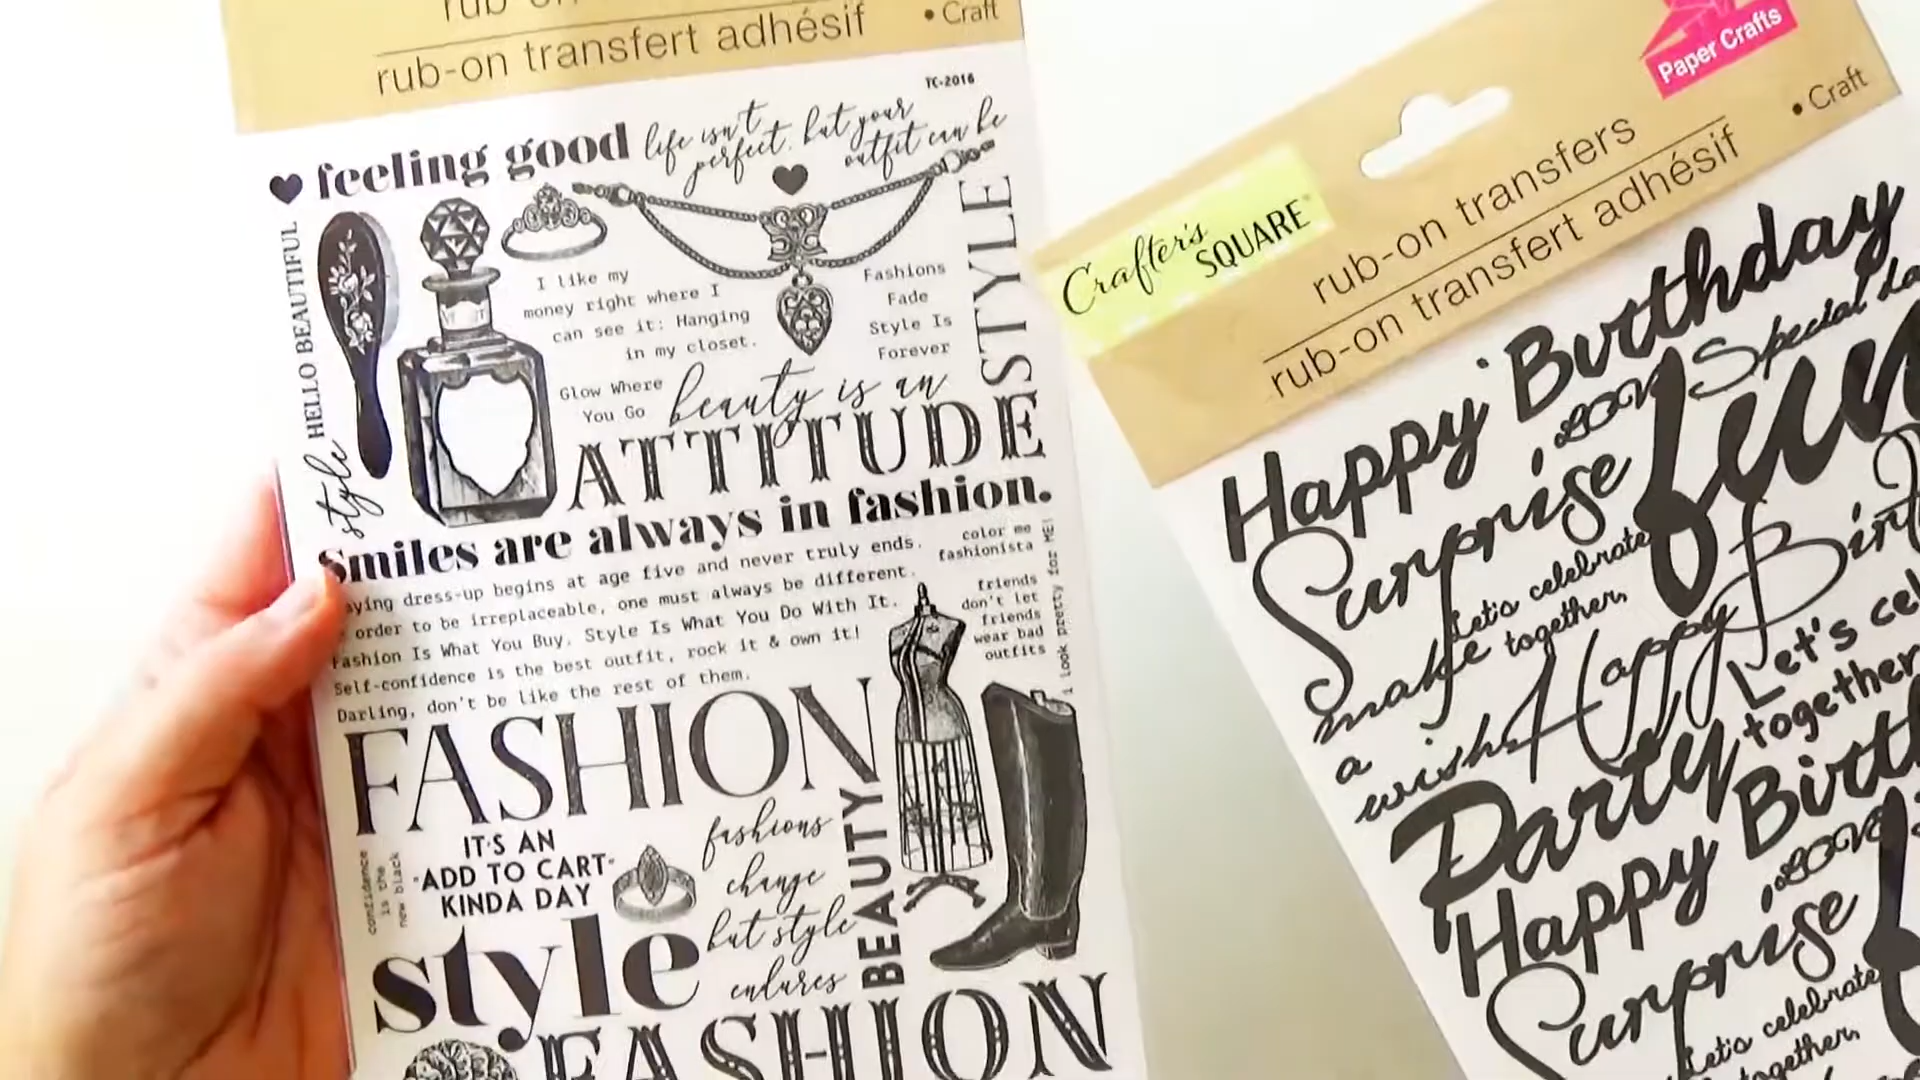 rub-on transfert adhésif
• Craft
TC-2016
feeling good
life isn't
perfect, but your
outfit can be
HELLO BEAUTIFUL
style
I like my
money right where I
can see it: Hanging
in my closet.
Fashions
Fade
Style Is
Forever
STYLE
Glow Where
You Go
beauty is an
ATTITUDE
smiles are always in fashion.
aying dress-up begins at age five and never truly ends.
order to be irreplaceable, one must always be different.
Fashion Is What You Buy. Style Is What You Do With It.
Self-confidence is the best outfit, rock it & own it!
Darling, don't be like the rest of them.
color me
fashionista
friends
don't let
friends
wear bad
outfits
i look pretty for ME!
FASHION
confidence
is the
new black
IT'S AN
"ADD TO CART"
KINDA DAY
fashions
change
but style
endures
BEAUTY
style
FASHION
Paper Crafts
• Craft
Crafter's
SQUARE
rub-on transfers
rub-on transfert adhésif
Happy Birthday
Special
Surprise
fun
Let's celebrate
together,
make
a
wish
Happy
Let's cel
together
Party
Happy Birth
Surprise
Let's celebrate
together,